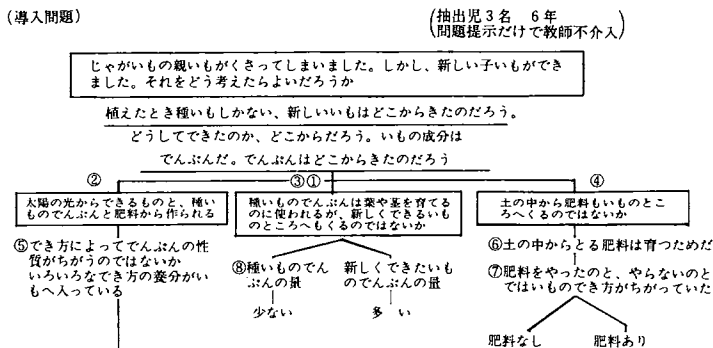 (導入問題)
(抽出児3名 6年
問題提示だけで教師不介入)
じゃがいもの親いもがくさってしまいました。しかし、新しい子いもができ
ました。それをどう考えたらよいだろうか
植えたとき種いもしかない、新しいいもはどこからきたのだろう。
どうしてできたのか、どこからだろう。いもの成分は
でんぷんだ。でんぷんはどこからきたのだろう
②
太陽の光からできるものと、種い
ものでんぷんと肥料から作られる
⑤でき方によってでんぷんの性
質がちがうのではないか
いろいろなでき方の養分がい
もへ入っている
③①
種いものでんぷんは葉や茎を育てる
のに使われるが、新しくできるいも
のところへもくるのではないか
⑧種いものでん
ぷんの量
少ない
新しくできたいも
のでんぷんの量
多い
④
土の中から肥料もいものとこ
ろへくるのではないか
⑥土の中からとる肥料は育つためだ
⑦肥料をやったのと、やらないのと
ではいものでき方がちがっていた
肥料なし
肥料あり